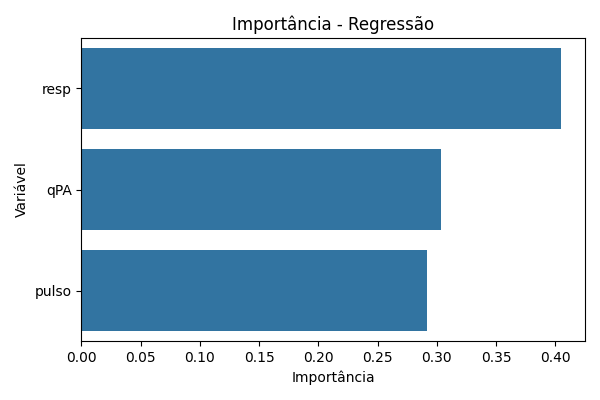 Importância - Regressão
Variável
resp
qPA
pulso
0.00 0.05 0.10 0.15 0.20 0.25 0.30 0.35 0.40
Importância